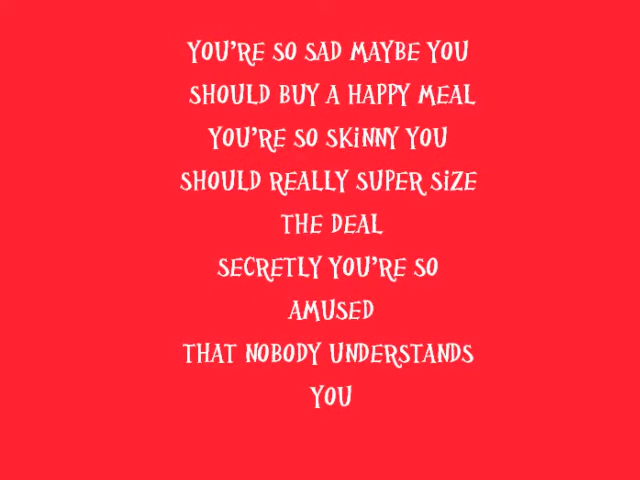 YOU'RE SO SAD MAYBE YOU
SHOULD BUY A HAPPY MEAL
YOU'RE SO SKINNY YOU
SHOULD REALLY SUPER SIZE
THE DEAL
SECRETLY YOU'RE SO
AMUSED
THAT NOBODY UNDERSTANDS
YOU